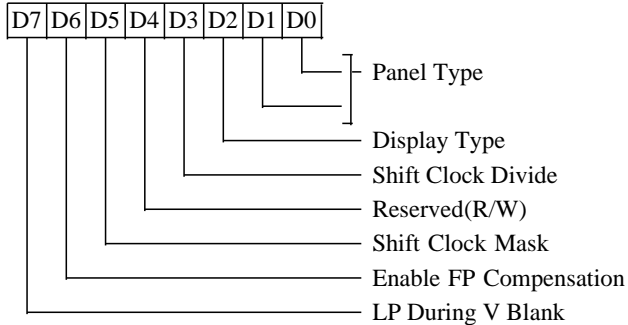 D7 D6 D5 D4 D3 D2 D1 D0
Panel Type
Display Type
Shift Clock Divide
Reserved(R/W)
Shift Clock Mask
Enable FP Compensation
LP During V Blank